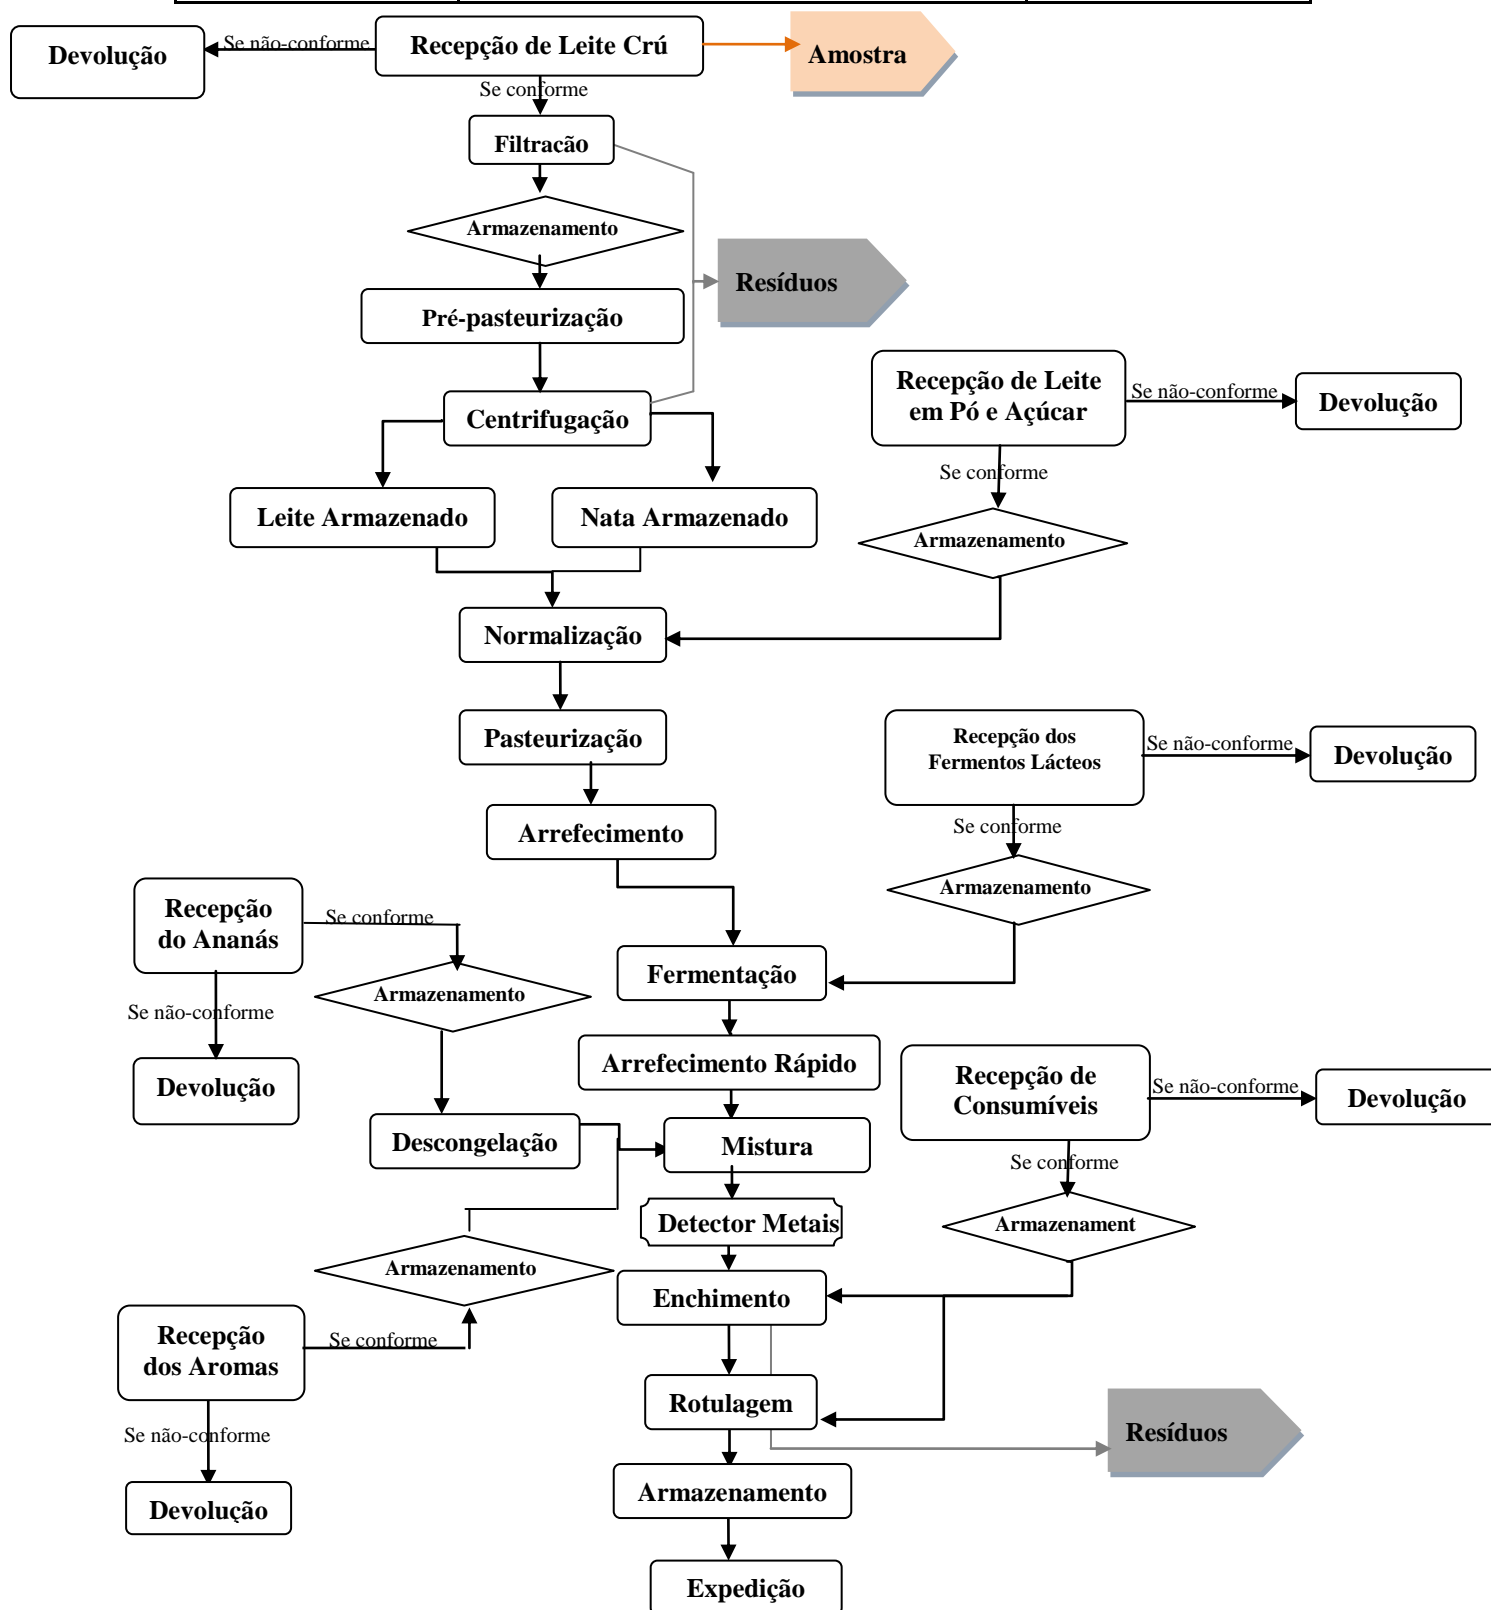 Devolução
Se não-conforme
Recepção de Leite Crú
Amostra
Se conforme
Filtracão
Armazenamento
Resíduos
Pré-pasteurização
Recepção de Leite
em Pó e Açúcar
Se não-conforme
Devolução
Centrifugação
Se conforme
Leite Armazenado
Nata Armazenado
Armazenamento
Normalização
Pasteurização
Recepção dos
Fermentos Lácteos
Se não-conforme
Devolução
Arrefecimento
Se conforme
Armazenamento
Recepção
do Ananás
Se conforme
Fermentação
Armazenamento
Se não-conforme
Devolução
Arrefecimento Rápido
Recepção de
Consumíveis
Se não-conforme
Devolução
Descongelação
Mistura
Se conforme
Detector Metais
Armazenament
Armazenamento
Enchimento
Recepção
dos Aromas
Se conforme
Rotulagem
Se não-conforme
Resíduos
Devolução
Armazenamento
Expedição